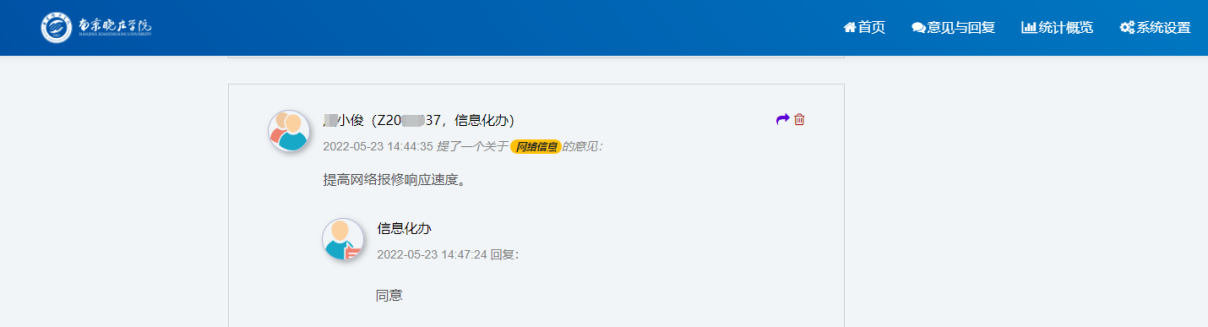 南京晓庄学院
NANJING XIAOZHUANG UNIVERSITY
首页
意见与回复
统计概览
系统设置
小俊（Z20 37，信息化办）
2022-05-23 14:44:35 提了一个关于 网络信息 的意见：
提高网络报修响应速度。
信息化办
2022-05-23 14:47:24 回复：
同意